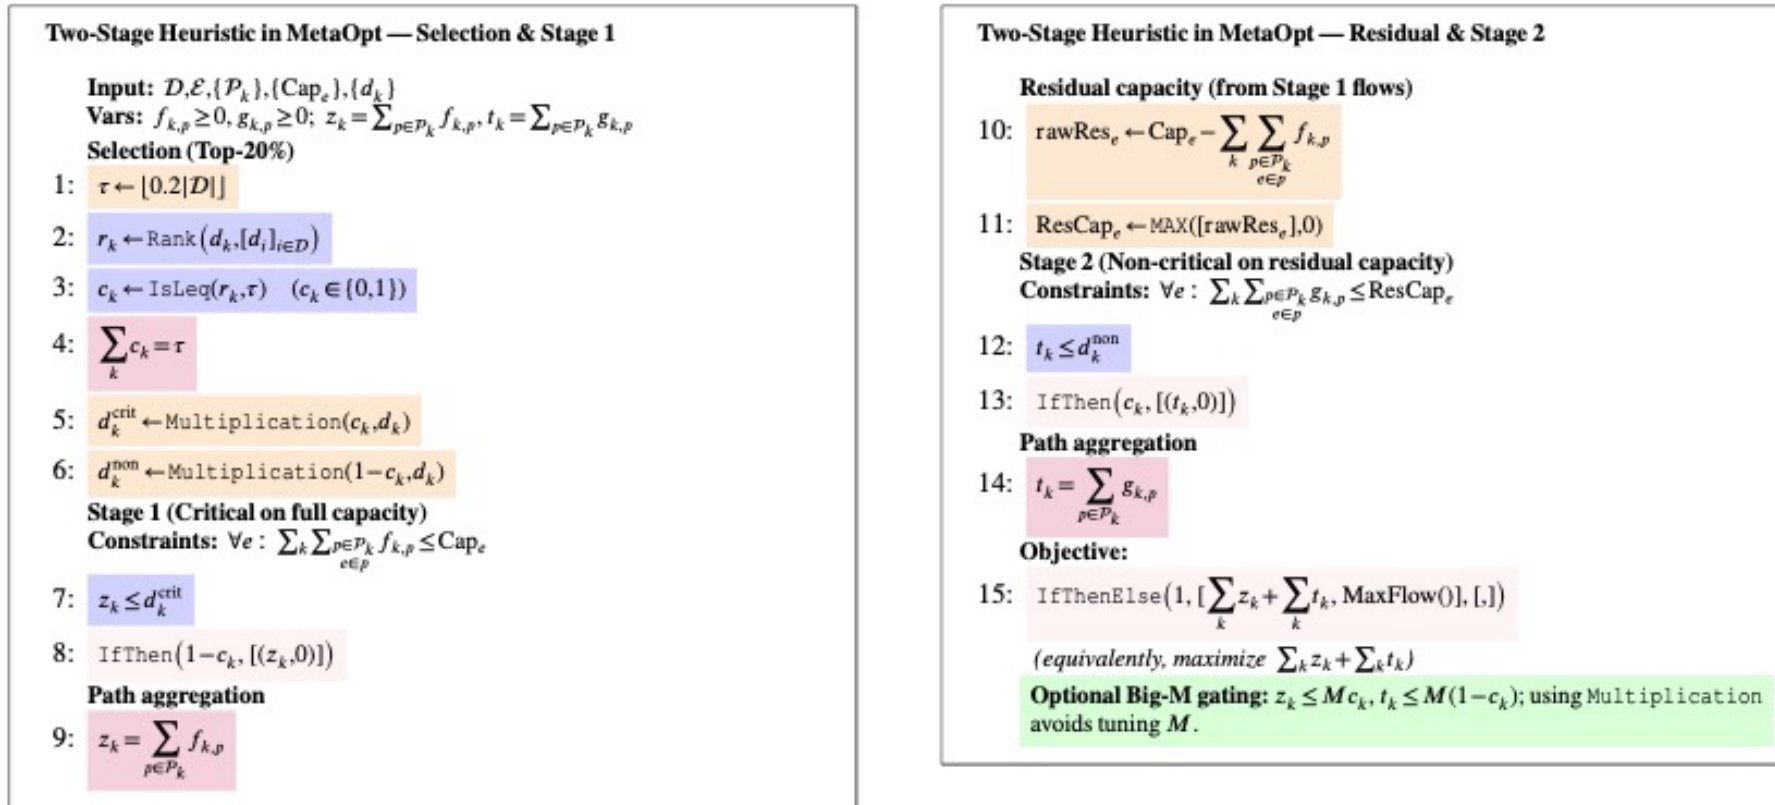 Two-Stage Heuristic in MetaOpt — Selection & Stage 1
Input: 𝒟,ℰ,{𝒫_k},{Cap_e},{d_k}
Vars: f_{k,p} ≥ 0, g_{k,p} ≥ 0; z_k = ∑_{p∈𝒫_k} f_{k,p}, t_k = ∑_{p∈𝒫_k} g_{k,p}
Selection (Top-20%)
1: τ ← ⌊0.2|𝒟|⌋
2: r_k ← Rank(d_k,[d_i]_{i∈𝒟})
3: c_k ← IsLeq(r_k,τ) (c_k ∈ {0,1})
4: ∑_k c_k = τ
5: d_k^{crit} ← Multiplication(c_k,d_k)
6: d_k^{non} ← Multiplication(1−c_k,d_k)
Stage 1 (Critical on full capacity)
Constraints: ∀e : ∑_k ∑_{p∈𝒫_k e∈p} f_{k,p} ≤ Cap_e
7: z_k ≤ d_k^{crit}
8: IfThen(1−c_k, [(z_k,0)])
Path aggregation
9: z_k = ∑_{p∈𝒫_k} f_{k,p}
Two-Stage Heuristic in MetaOpt — Residual & Stage 2
Residual capacity (from Stage 1 flows)
10: rawRes_e ← Cap_e − ∑_k ∑_{p∈𝒫_k e∈p} f_{k,p}
11: ResCap_e ← MAX([rawRes_e],0)
Stage 2 (Non-critical on residual capacity)
Constraints: ∀e : ∑_k ∑_{p∈𝒫_k e∈p} g_{k,p} ≤ ResCap_e
12: t_k ≤ d_k^{non}
13: IfThen(c_k, [(t_k,0)])
Path aggregation
14: t_k = ∑_{p∈𝒫_k} g_{k,p}
Objective:
15: IfThenElse(1, [∑_k z_k + ∑_k t_k, MaxFlow()], [,])
(equivalently, maximize ∑_k z_k + ∑_k t_k)
Optional Big-M gating: z_k ≤ M c_k, t_k ≤ M(1−c_k); using Multiplication
avoids tuning M.